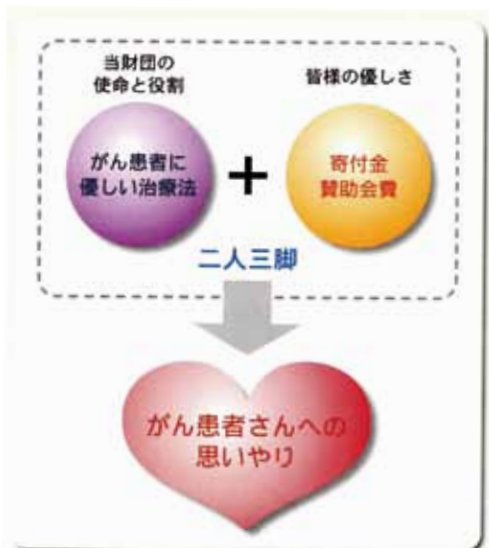 当財団の
使命と役割
がん患者に
優しい治療法
+
皆様の優しさ
寄付金
賛助会費
二人三脚
がん患者さんへの
思いやり